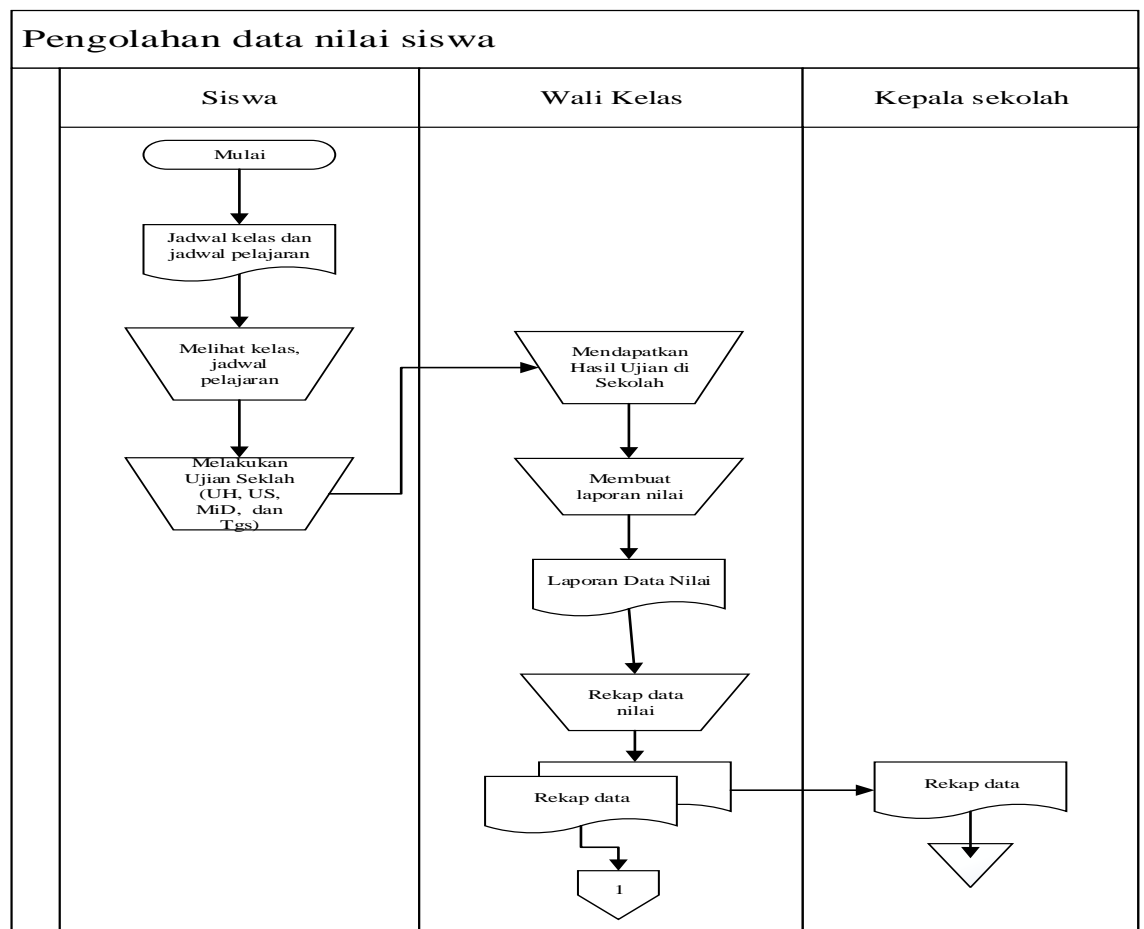 Pengolahan data nilai siswa
Siswa
Wali Kelas
Kepala sekolah
Mulai
Jadwal kelas dan
jadwal pelajaran
Melihat kelas,
jadwal
pelajaran
Melakukan
Ujian Seklah
(UH, US,
MiD, dan
Tgs)
Mendapatkan
Hasil Ujian di
Sekolah
Membuat
laporan nilai
Laporan Data Nilai
Rekap data
nilai
Rekap data
1
Rekap data